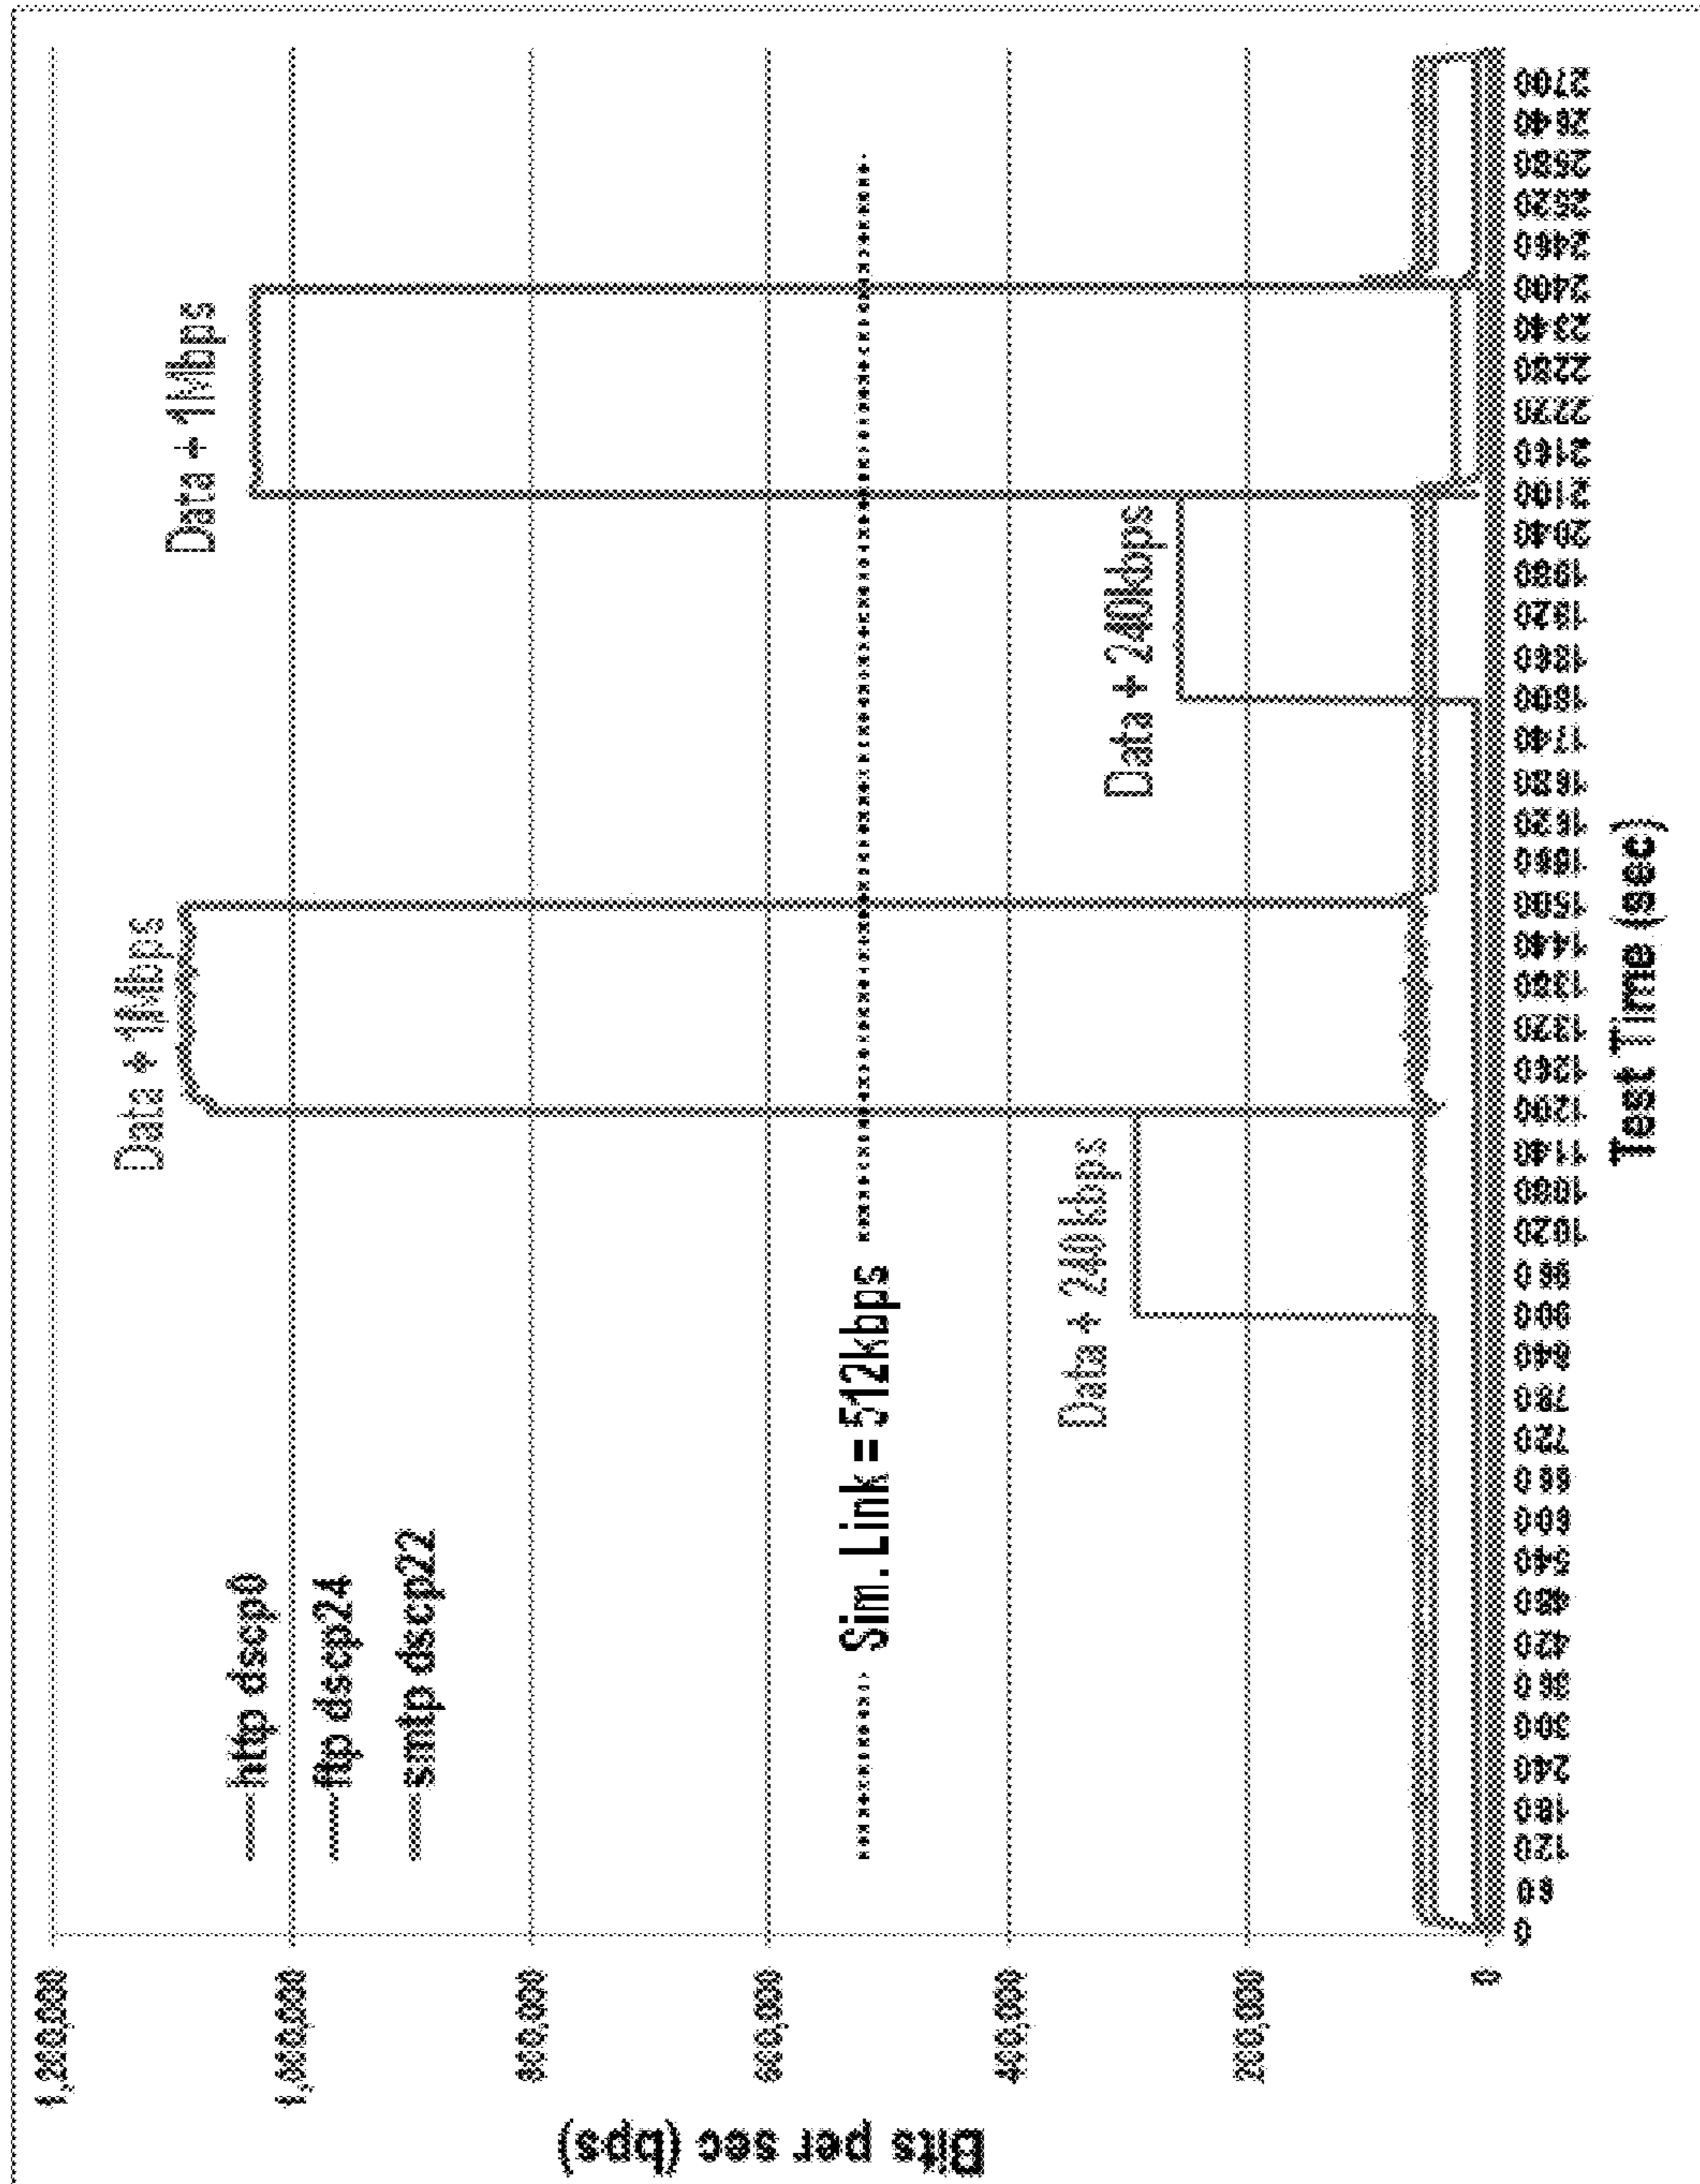 Bits per sec (bps)
1,200,000
1,000,000
800,000
600,000
400,000
200,000
0
http dscp0
ftp dscp24
smtp dscp22
Sim. Link = 512kbps
Data + 240kbps
Data + 1Mbps
Data + 240kbps
Data + 1Mbps
0 60 120 180 240 300 360 420 480 540 600 660 720 780 840 900 960 1020 1080 1140 1200 1260 1320 1380 1440 1500 1560 1620 1680 1740 1800 1860 1920 1980 2040 2100 2160 2220 2280 2340 2400 2460 2520 2580 2640 2700
Test Time (sec)